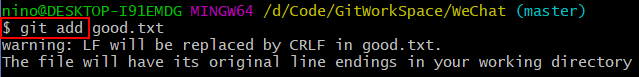 nino@DESKTOP-I91EMDG MINGW64 /d/Code/GitWorkSpace/WeChat (master)
$ git add good.txt
warning: LF will be replaced by CRLF in good.txt.
The file will have its original line endings in your working directory